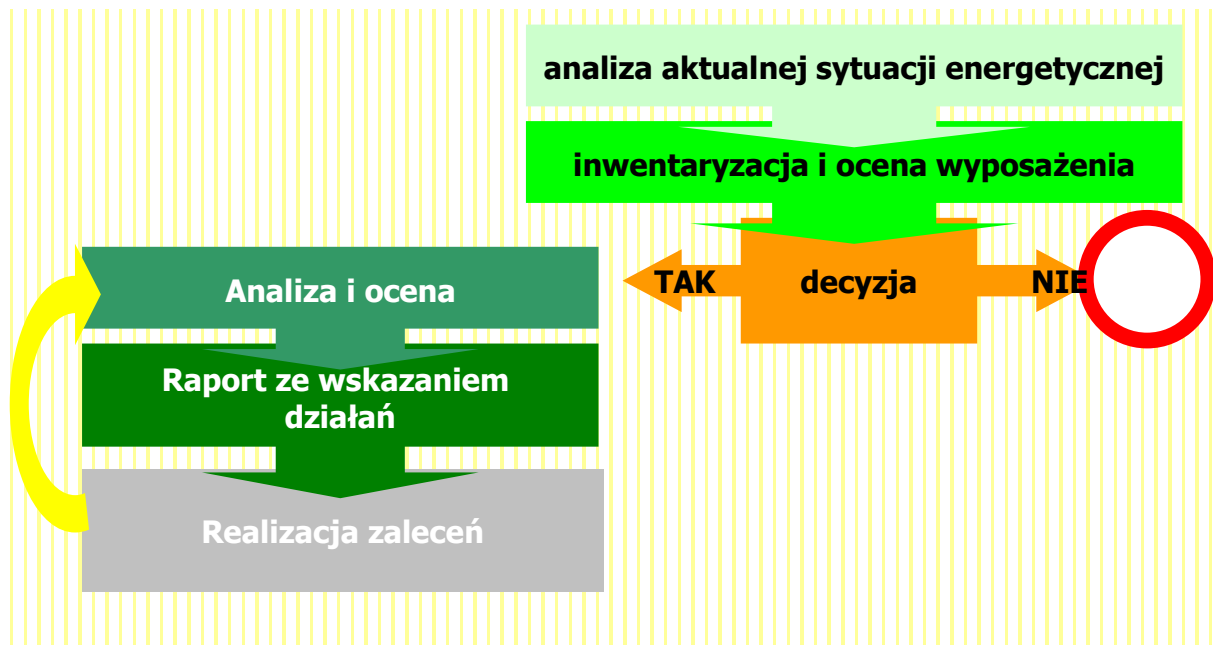 analiza aktualnej sytuacji energetycznej
inwentaryzacja i ocena wyposażenia
TAK
decyzja
NIE
Analiza i ocena
Raport ze wskazaniem
działań
Realizacja zaleceń